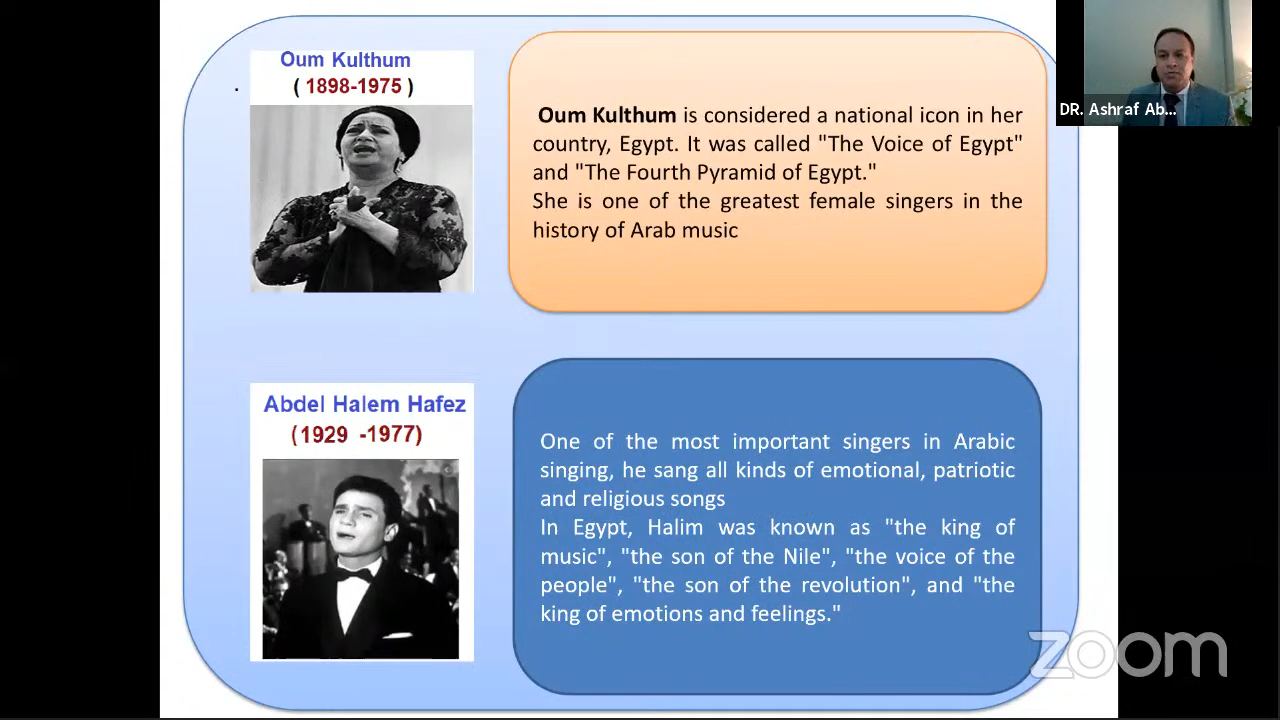 Oum Kulthum
( 1898-1975 )
.
Oum Kulthum is considered a national icon in her
country, Egypt. It was called "The Voice of Egypt"
and "The Fourth Pyramid of Egypt."
She is one of the greatest female singers in the
history of Arab music
Abdel Halem Hafez
(1929 -1977)
One of the most important singers in Arabic
singing, he sang all kinds of emotional, patriotic
and religious songs
In Egypt, Halim was known as "the king of
music", "the son of the Nile", "the voice of the
people", "the son of the revolution", and "the
king of emotions and feelings."
DR. Ashraf Ab...
zoom